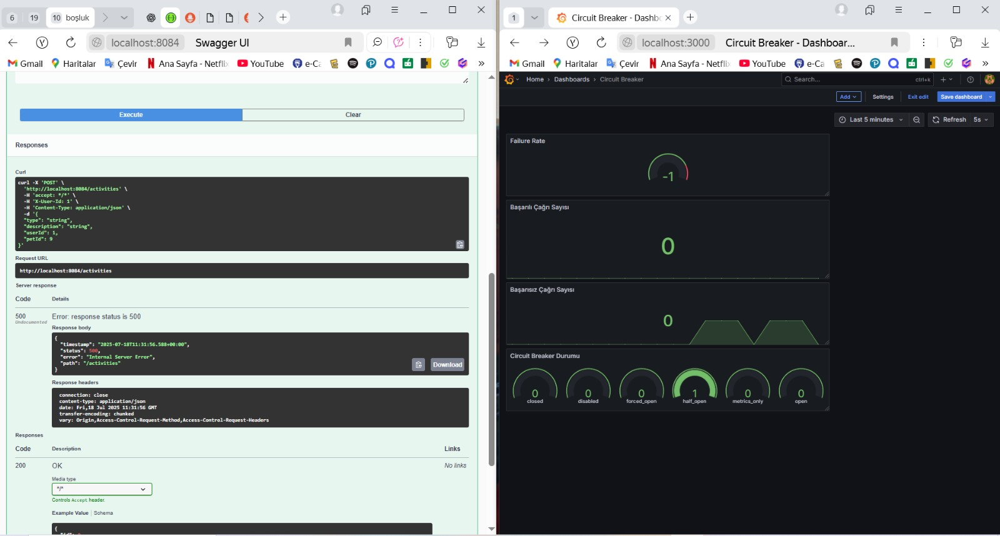 6
19
10 boşluk
localhost:8084 Swagger UI
Gmail Haritalar Çevir Ana Sayfa - Netflix YouTube e-Ca
Execute
Clear
Responses
Curl
curl -X 'POST' \
'http://localhost:8084/activities' \
-H 'accept: */*' \
-H 'X-User-Id: 1' \
-H 'Content-Type: application/json' \
-d '{
"type": "string",
"description": "string",
"userId": 1,
"petId": 9
}'
Request URL
http://localhost:8084/activities
Server response
Code Details
500
Undocumented
Error: response status is 500
Response body
{
"timestamp": "2025-07-18T11:31:56.588+00:00",
"status": 500,
"error": "Internal Server Error",
"path": "/activities"
}
Download
Response headers
connection: close
content-type: application/json
date: Fri,18 Jul 2025 11:31:56 GMT
transfer-encoding: chunked
vary: Origin,Access-Control-Request-Method,Access-Control-Request-Headers
Responses
Code Description Links
200 OK No links
Media type
*/*
Controls Accept header.
Example Value | Schema
{
1
Circuit Breaker - Dashbo
localhost:3000 Circuit Breaker - Dashboar...
Gmail Haritalar Çevir Ana Sayfa - Netflix YouTube e-Ca
Home › Dashboards › Circuit Breaker
Search... ctrl+k
Add Settings Exit edit Save dashboard
Last 5 minutes Refresh 5s
Failure Rate
-1
Başarılı Çağrı Sayısı
0
Başarısız Çağrı Sayısı
0
Circuit Breaker Durumu
0 0 0 1 0 0
closed disabled forced_open half_open metrics_only open